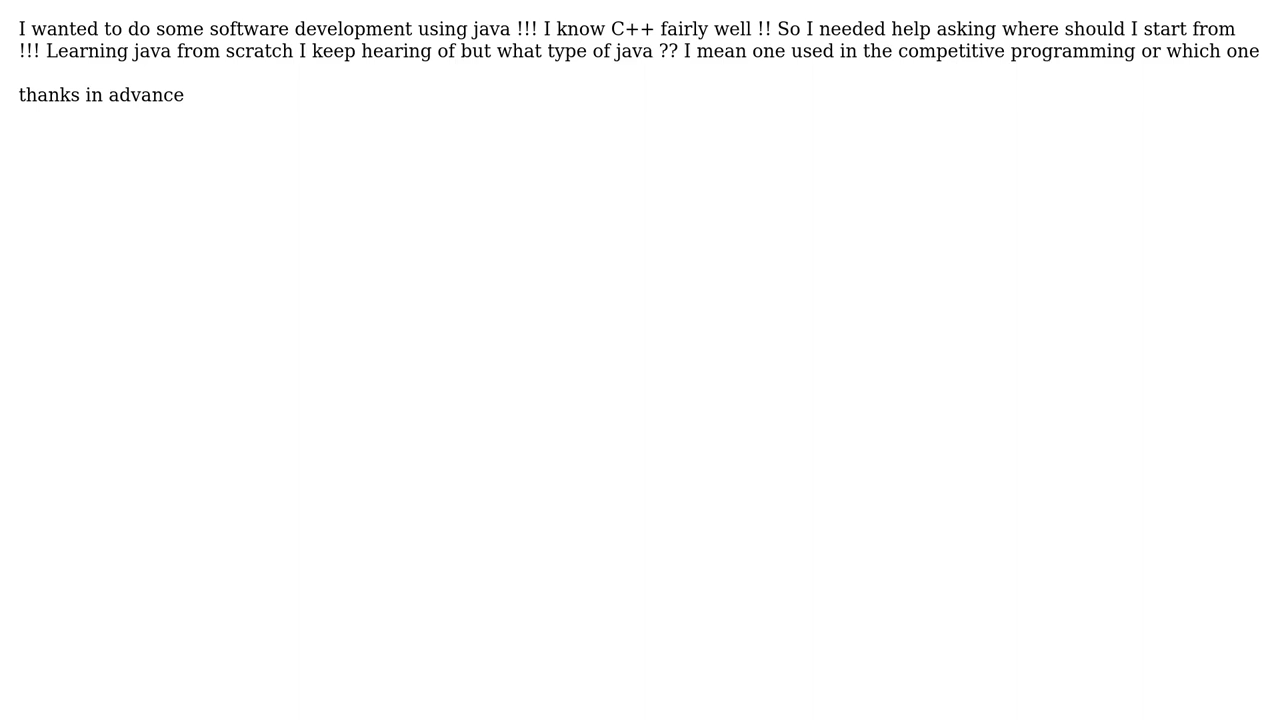 I wanted to do some software development using java !!! I know C++ fairly well !! So I needed help asking where should I start from
!!! Learning java from scratch I keep hearing of but what type of java ?? I mean one used in the competitive programming or which one
thanks in advance